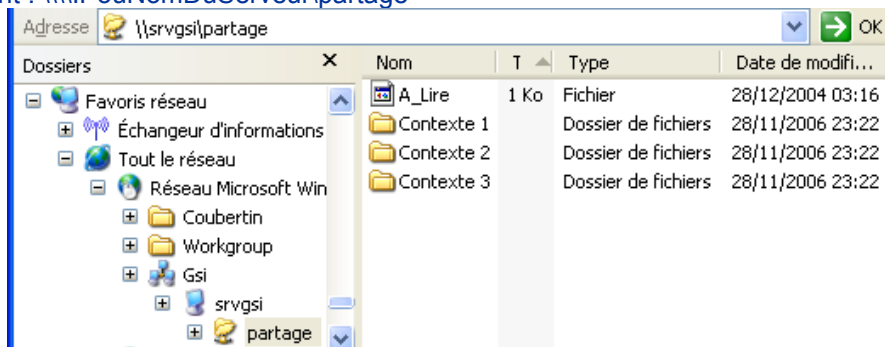 \\IPouNomDuServeur\partage
Adresse \\srvgsi\partage OK
Dossiers × Nom T Type Date de modifi...
Favoris réseau
Échangeur d'informations
Tout le réseau
Réseau Microsoft Win
Coubertin
Workgroup
Gsi
srvgsi
partage
A_Lire 1 Ko Fichier 28/12/2004 03:16
Contexte 1 Dossier de fichiers 28/11/2006 23:22
Contexte 2 Dossier de fichiers 28/11/2006 23:22
Contexte 3 Dossier de fichiers 28/11/2006 23:22